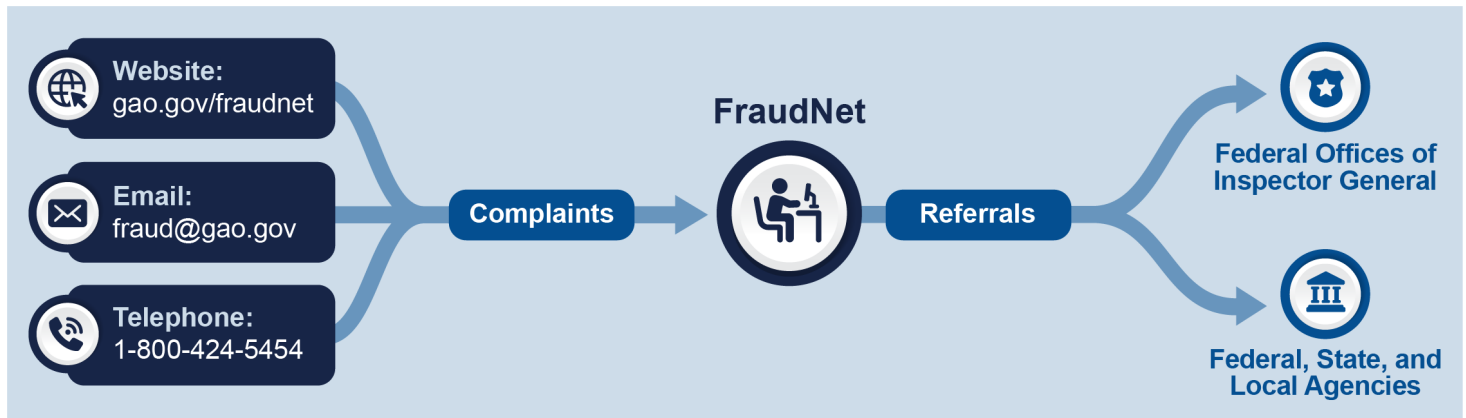 Website:
gao.gov/fraudnet
Email:
fraud@gao.gov
Telephone:
1-800-424-5454
Complaints
FraudNet
Referrals
Federal Offices of
Inspector General
Federal, State, and
Local Agencies